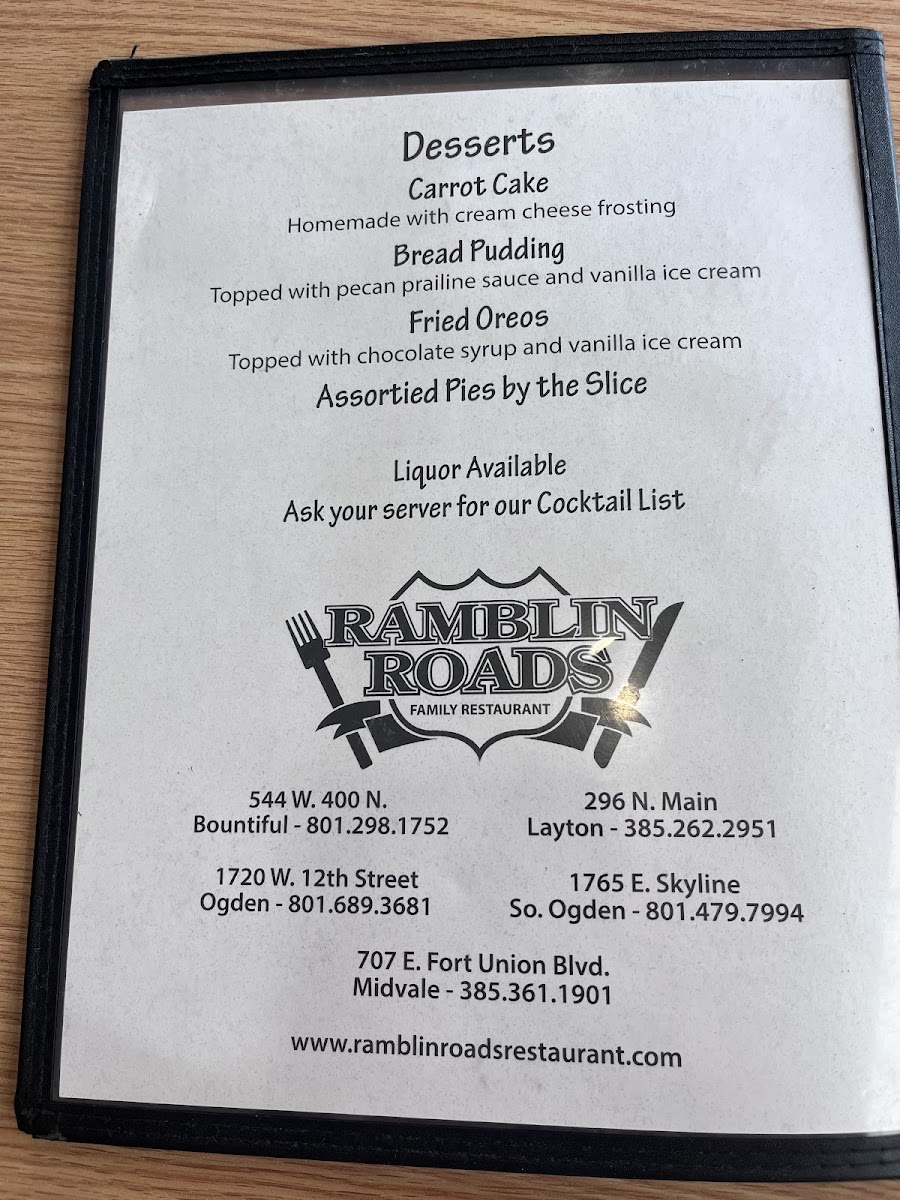 Desserts
Carrot Cake
Homemade with cream cheese frosting
Bread Pudding
Topped with pecan prailine sauce and vanilla ice cream
Fried Oreos
Topped with chocolate syrup and vanilla ice cream
Assortied Pies by the Slice
Liquor Available
Ask your server for our Cocktail List
RAMBLIN
ROADS
FAMILY RESTAURANT
544 W. 400 N.
Bountiful - 801.298.1752
296 N. Main
Layton - 385.262.2951
1720 W. 12th Street
Ogden - 801.689.3681
1765 E. Skyline
So. Ogden - 801.479.7994
707 E. Fort Union Blvd.
Midvale - 385.361.1901
www.ramblinroadsrestaurant.com